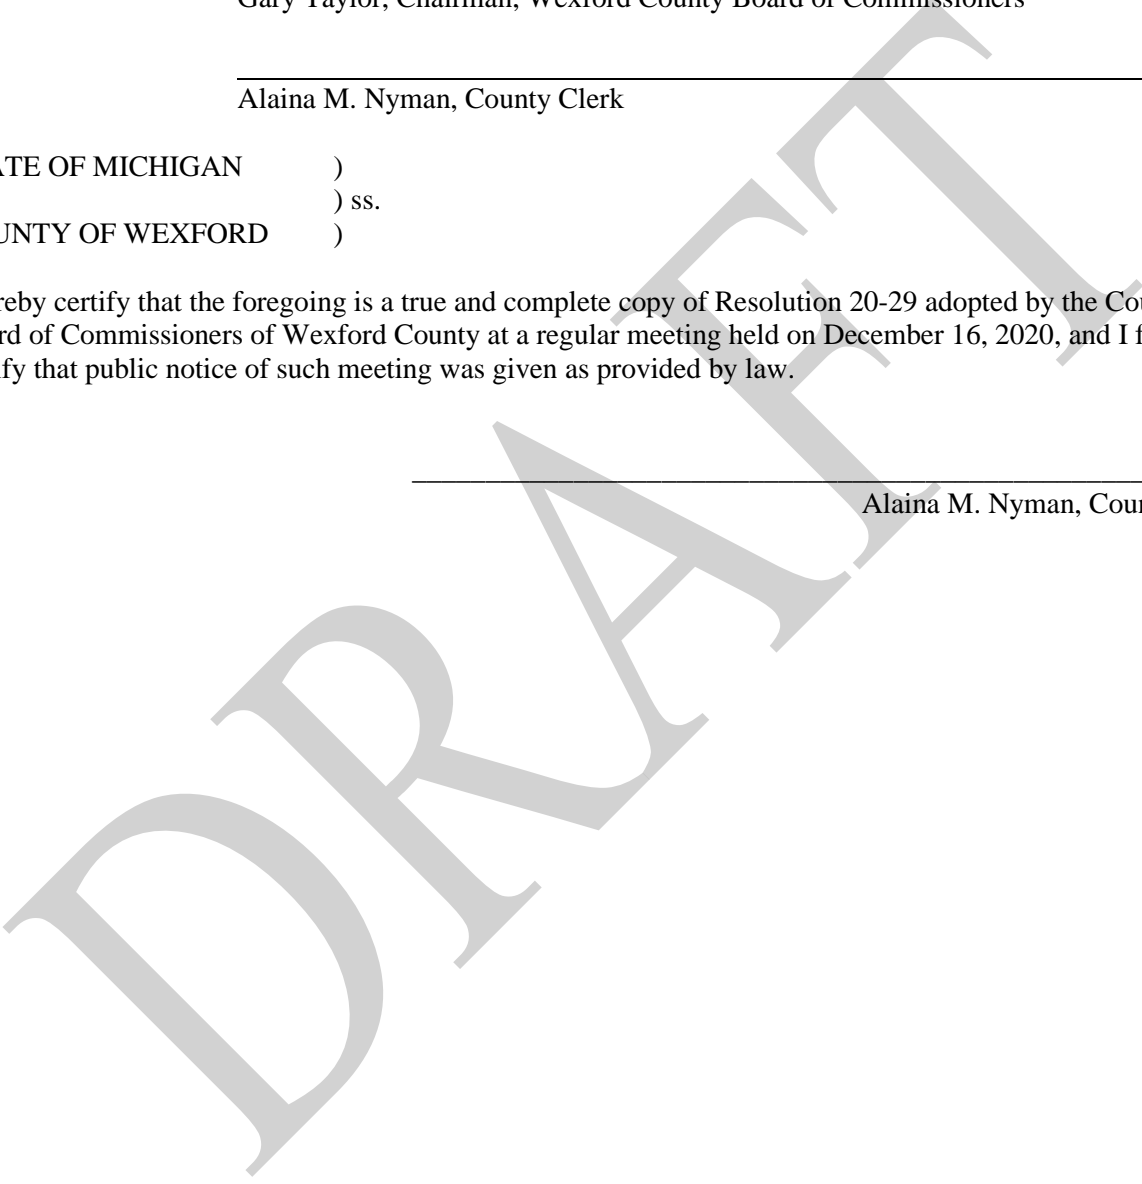 Gary Taylor, Chairman, Wexford County Board of Commissioners
Alaina M. Nyman, County Clerk
ATE OF MICHIGAN )
) ss.
UNTY OF WEXFORD )
reby certify that the foregoing is a true and complete copy of Resolution 20-29 adopted by the Cou
rd of Commissioners of Wexford County at a regular meeting held on December 16, 2020, and I f
ify that public notice of such meeting was given as provided by law.
Alaina M. Nyman, Coun
DRAFT